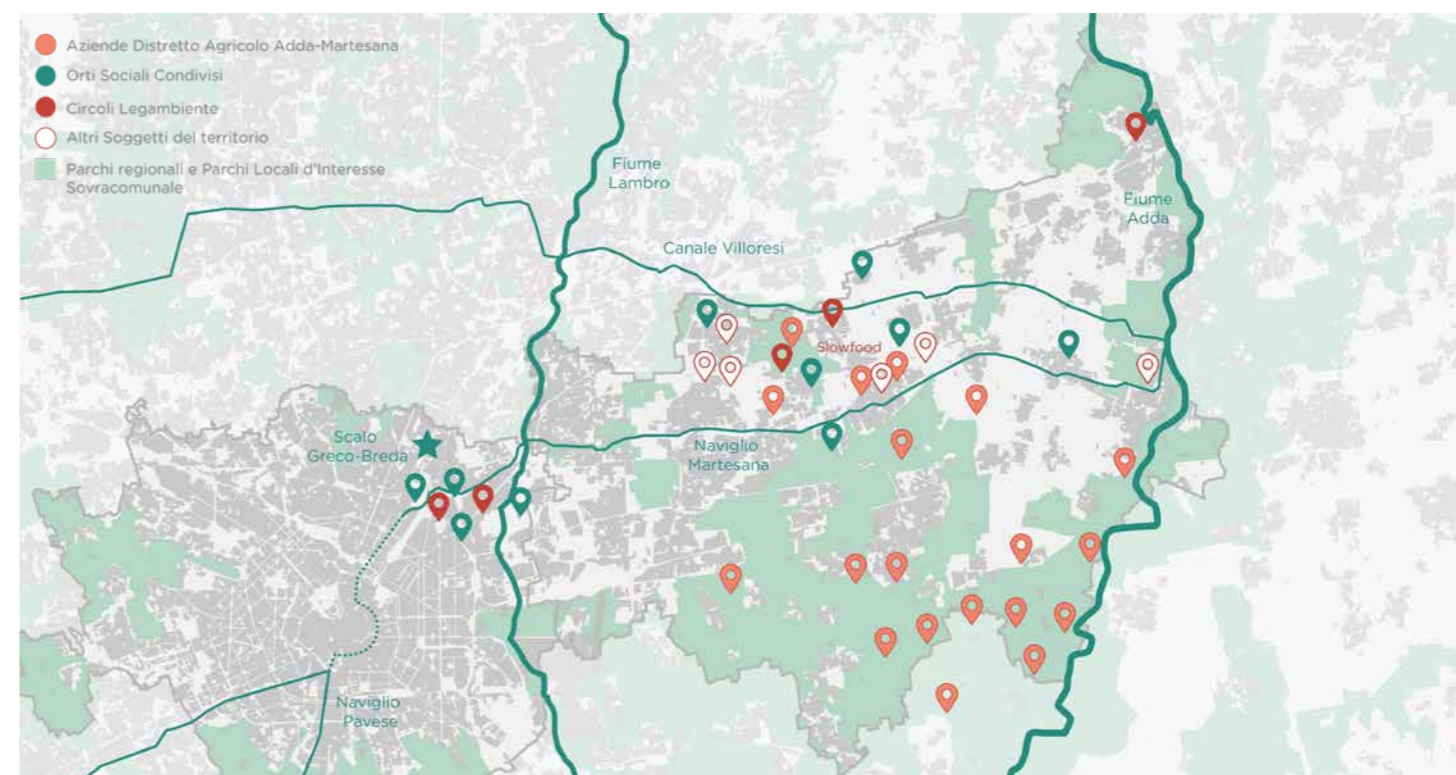 Aziende Distretto Agricolo Adda-Martesana
Orti Sociali Condivisi
Circoli Legambiente
Altri Soggetti del territorio
Parchi regionali e Parchi Locali d'Interesse
Sovracomunale
Fiume
Lambro
Fiume
Adda
Canale Villoresi
Slowfood
Scalo
Greco-Breda
Naviglio
Martesana
Naviglio
Pavese